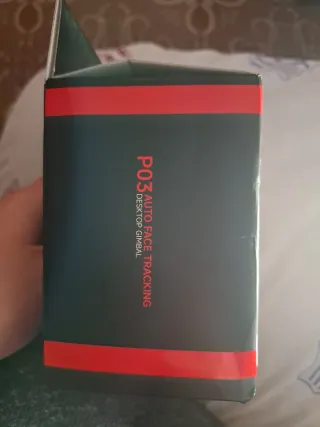 P03
AUTO FACE TRACKING
DESKTOP GIMBAL